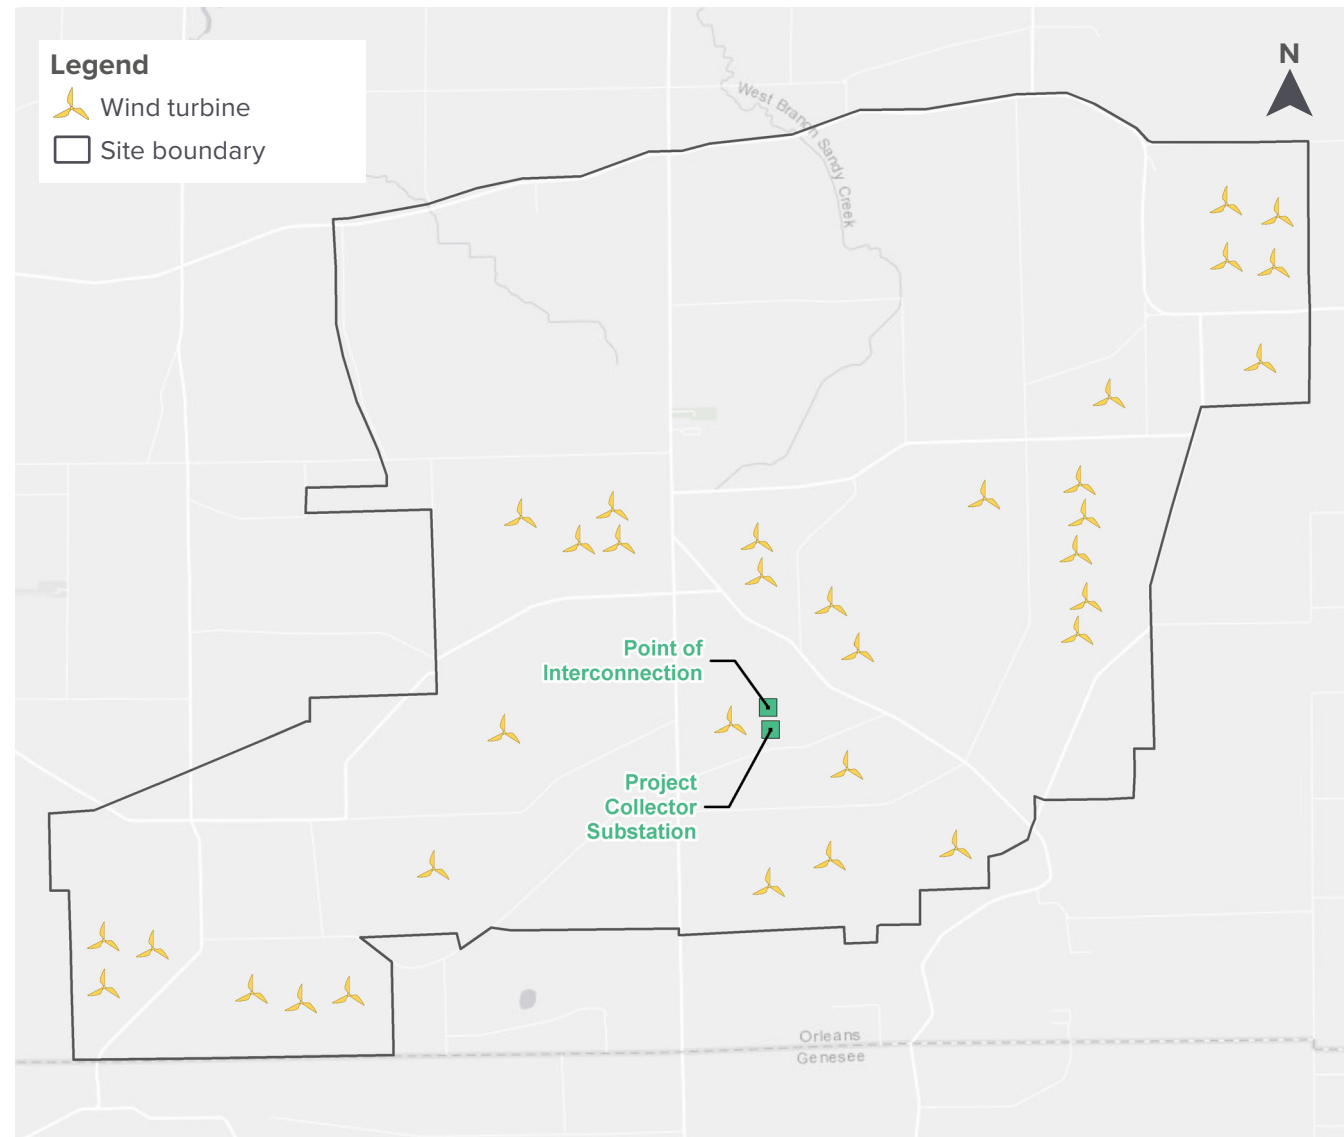 Legend
Wind turbine
Site boundary
N
West Branch Sandy Creek
Point of
Interconnection
Project
Collector
Substation
Orleans
Genesee